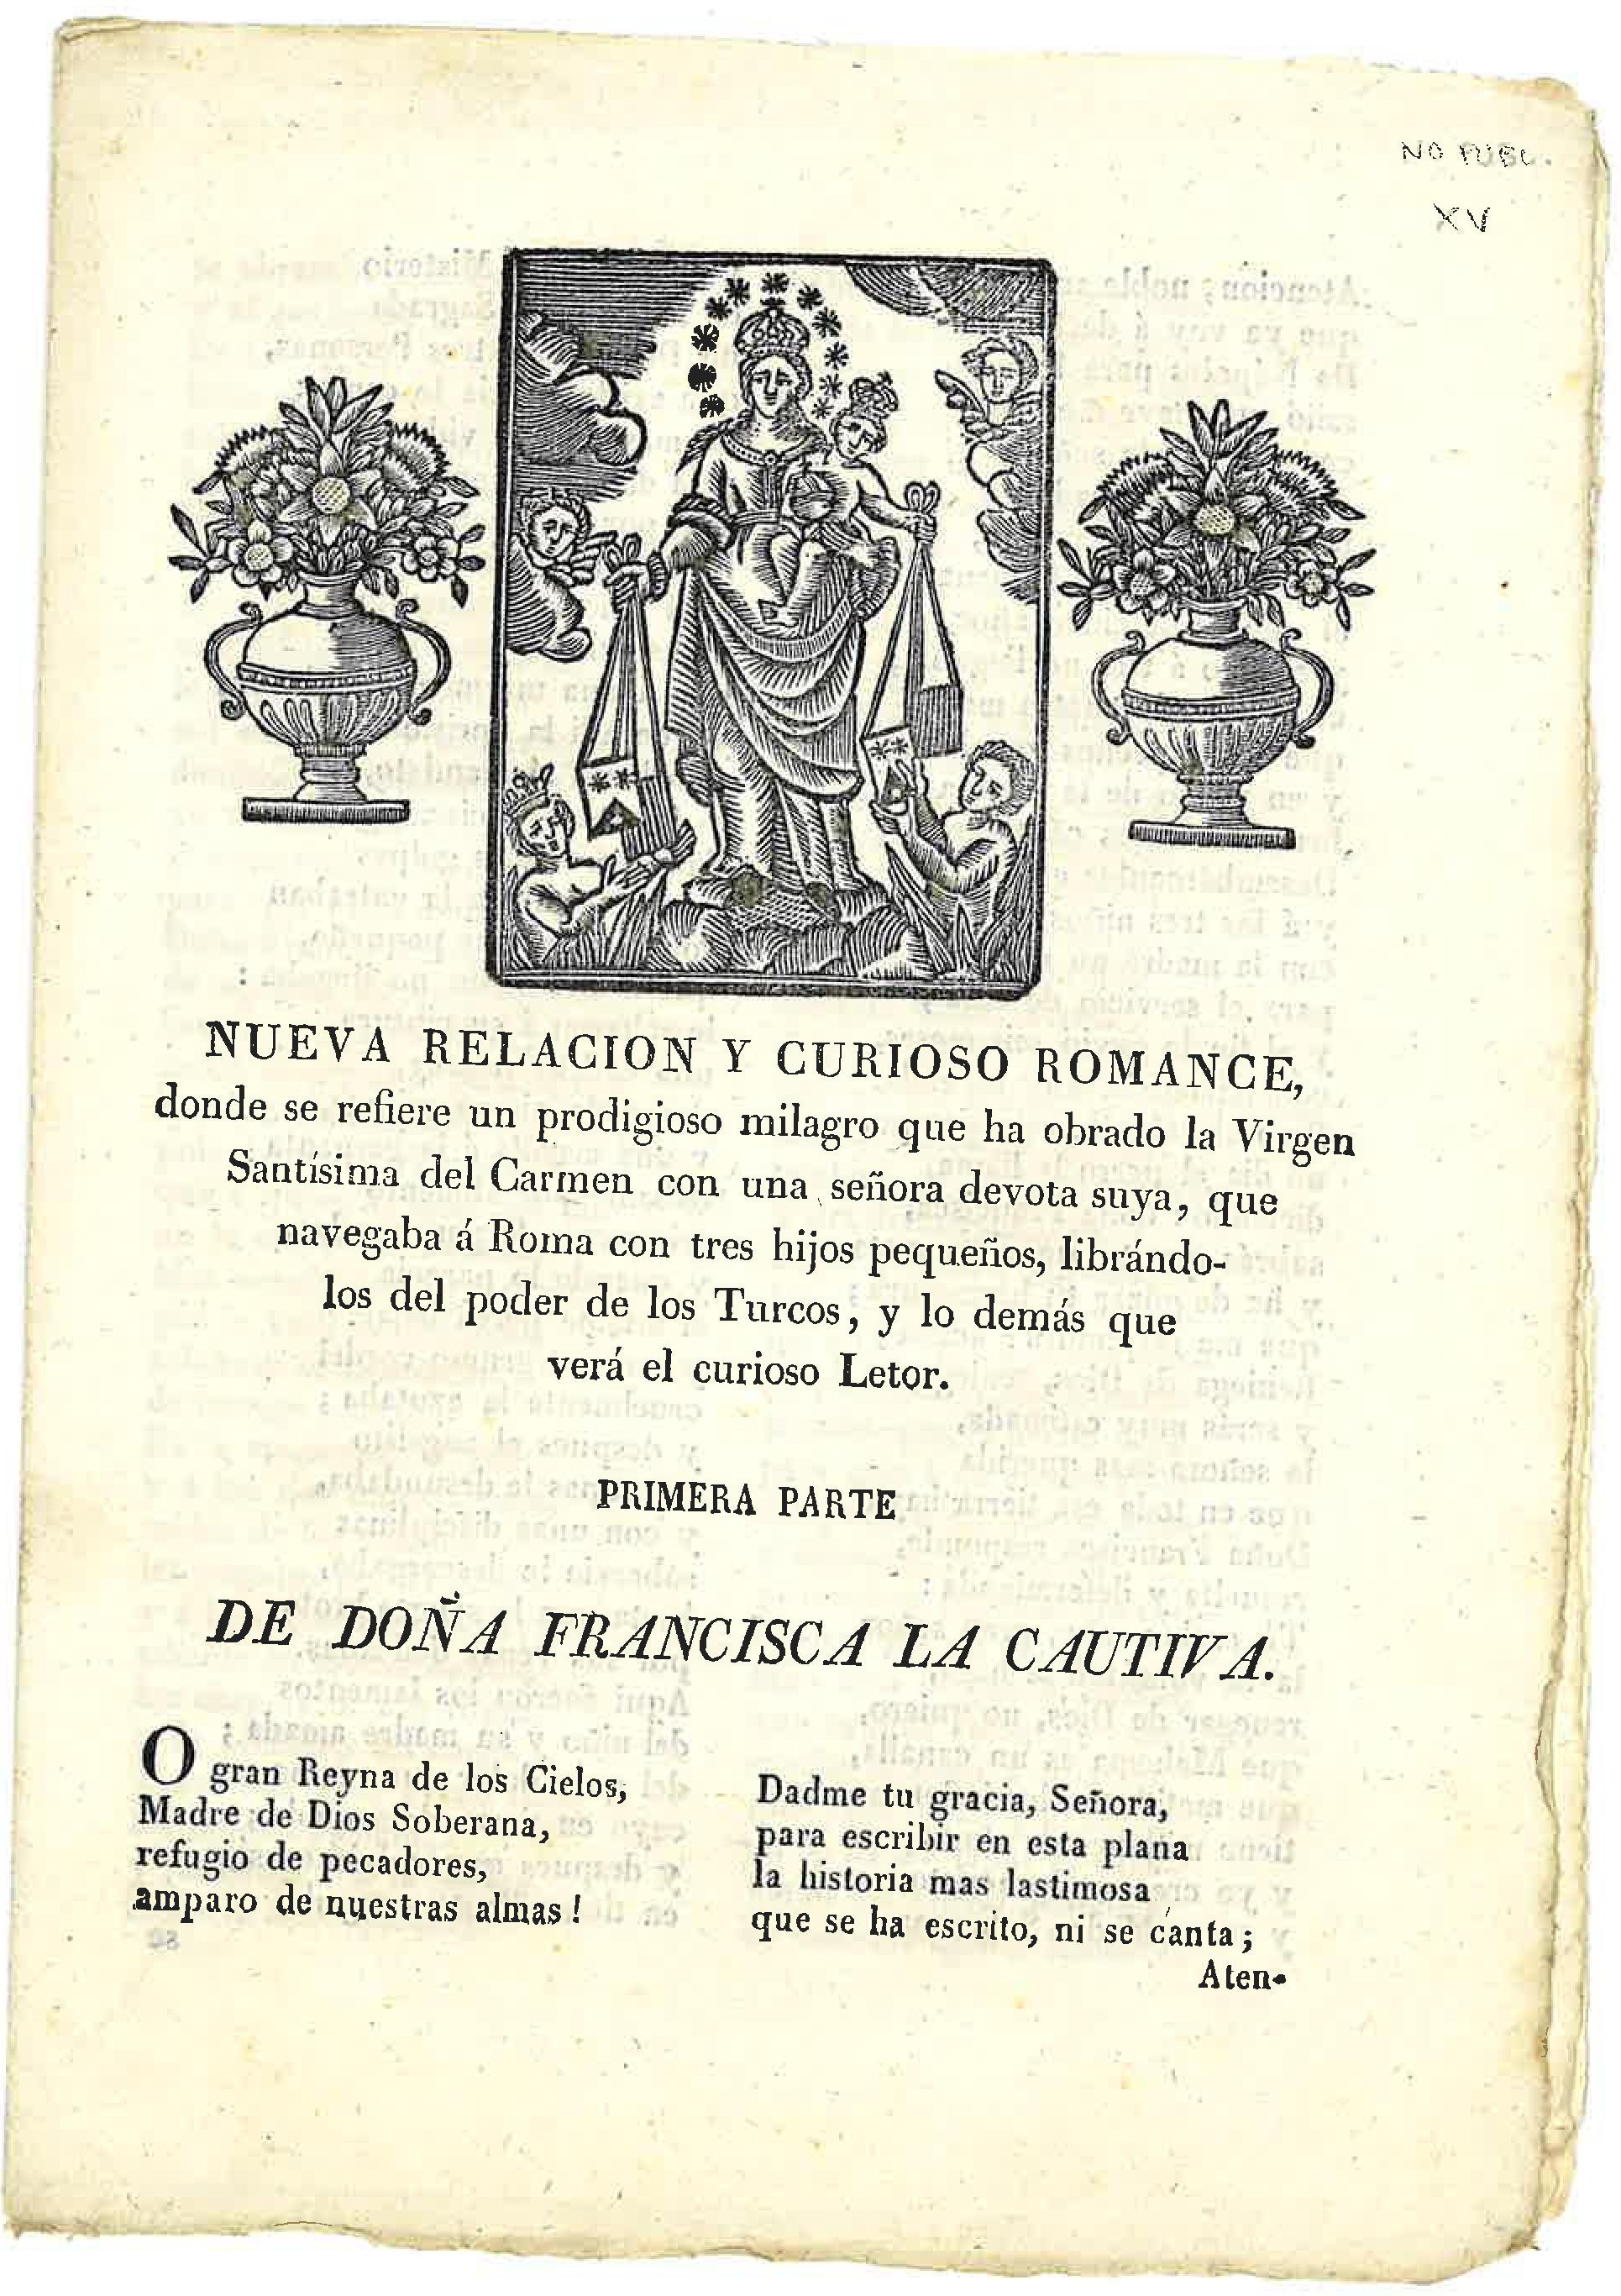 NO PUBL.
XV
NUEVA RELACION Y CURIOSO ROMANCE,
donde se refiere un prodigioso milagro que ha obrado la Virgen
Santísima del Carmen con una señora devota suya, que
navegaba á Roma con tres hijos pequeños, librándo-
los del poder de los Turcos, y lo demás que
verá el curioso Letor.
PRIMERA PARTE
DE DOÑA FRANCISCA LA CAUTIVA.
O gran Reyna de los Cielos,
Madre de Dios Soberana,
refugio de pecadores,
amparo de nuestras almas!
Dadme tu gracia, Señora,
para escribir en esta plana
la historia mas lastimosa
que se ha escrito, ni se canta;
Aten-